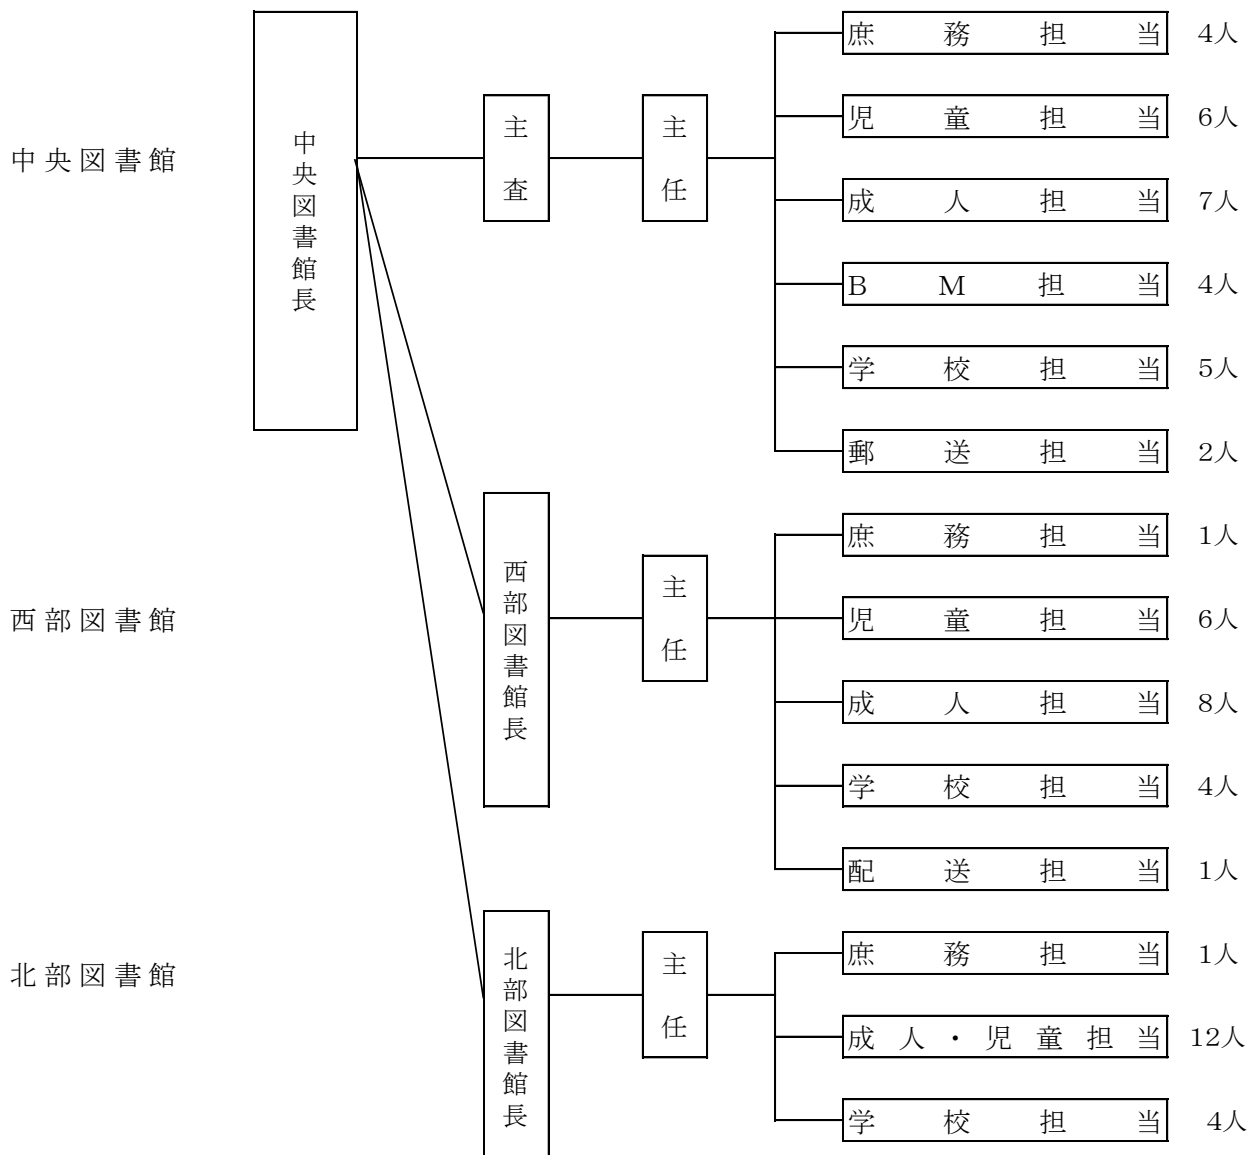 中央図書館
中央図書館長
主査
主任
庶務担当 4人
児童担当 6人
成人担当 7人
BM担当 4人
学校担当 5人
郵送担当 2人
西部図書館
西部図書館長
主任
庶務担当 1人
児童担当 6人
成人担当 8人
学校担当 4人
配送担当 1人
北部図書館
北部図書館長
主任
庶務担当 1人
成人・児童担当 12人
学校担当 4人